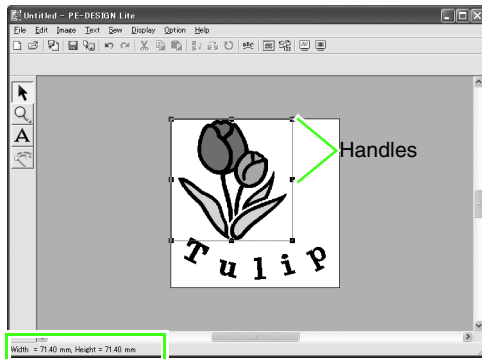 Untitled - PE-DESIGN Lite
File Edit Image Text Sew Display Option Help
abc
A
Handles
Tulip
Width = 71.40 mm, Height = 71.40 mm